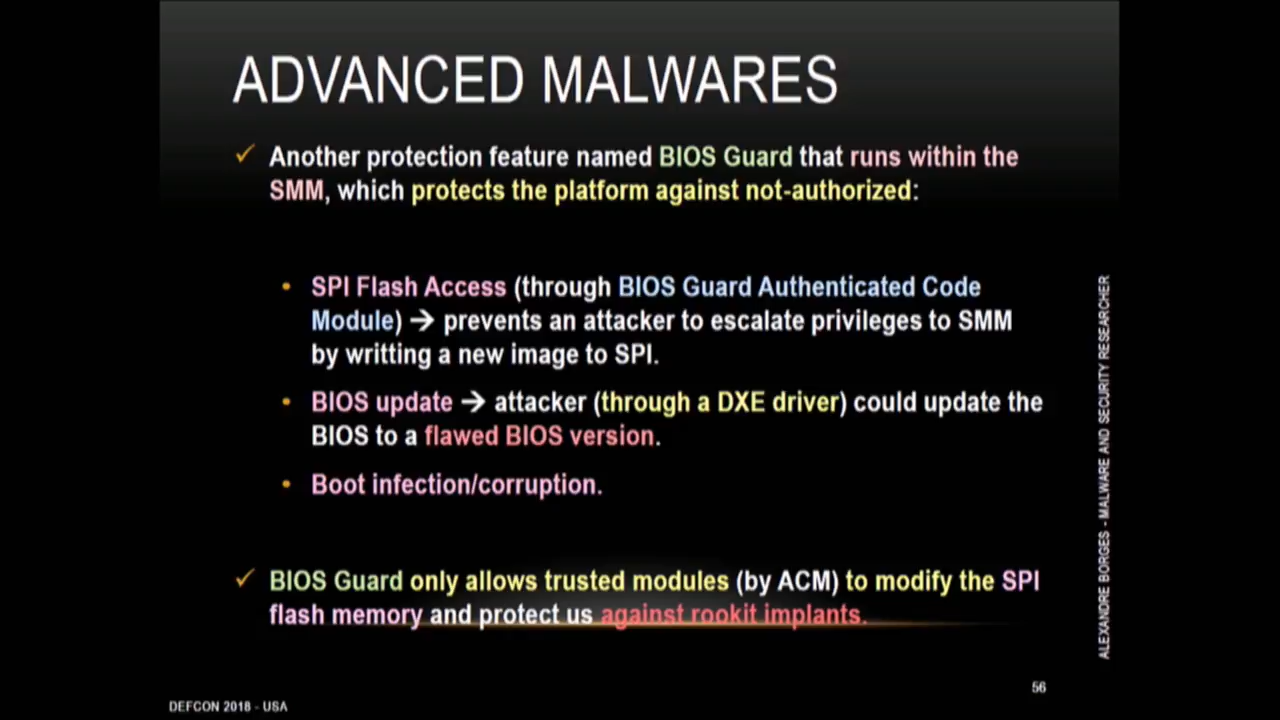 ADVANCED MALWARES
✓ Another protection feature named BIOS Guard that runs within the
SMM, which protects the platform against not-authorized:
• SPI Flash Access (through BIOS Guard Authenticated Code
Module) → prevents an attacker to escalate privileges to SMM
by writting a new image to SPI.
• BIOS update → attacker (through a DXE driver) could update the
BIOS to a flawed BIOS version.
• Boot infection/corruption.
✓ BIOS Guard only allows trusted modules (by ACM) to modify the SPI
flash memory and protect us against rookit implants.
ALEXANDRE BORGES - MALWARE AND SECURITY RESEARCHER
56
DEFCON 2018 - USA